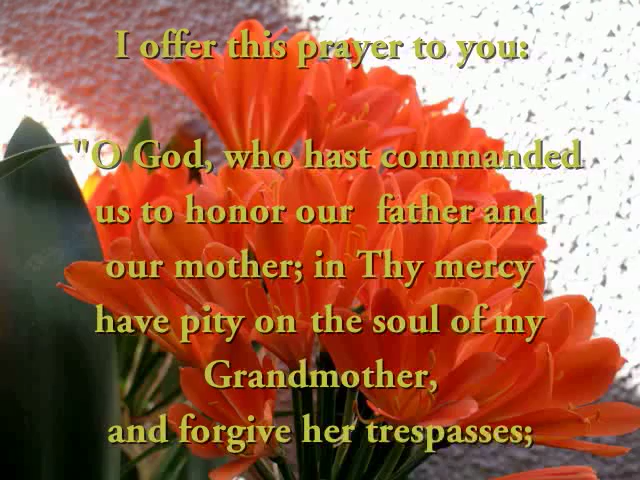 I offer this prayer to you:
"O God, who hast commanded
us to honor our father and
our mother; in Thy mercy
have pity on the soul of my
Grandmother,
and forgive her trespasses;